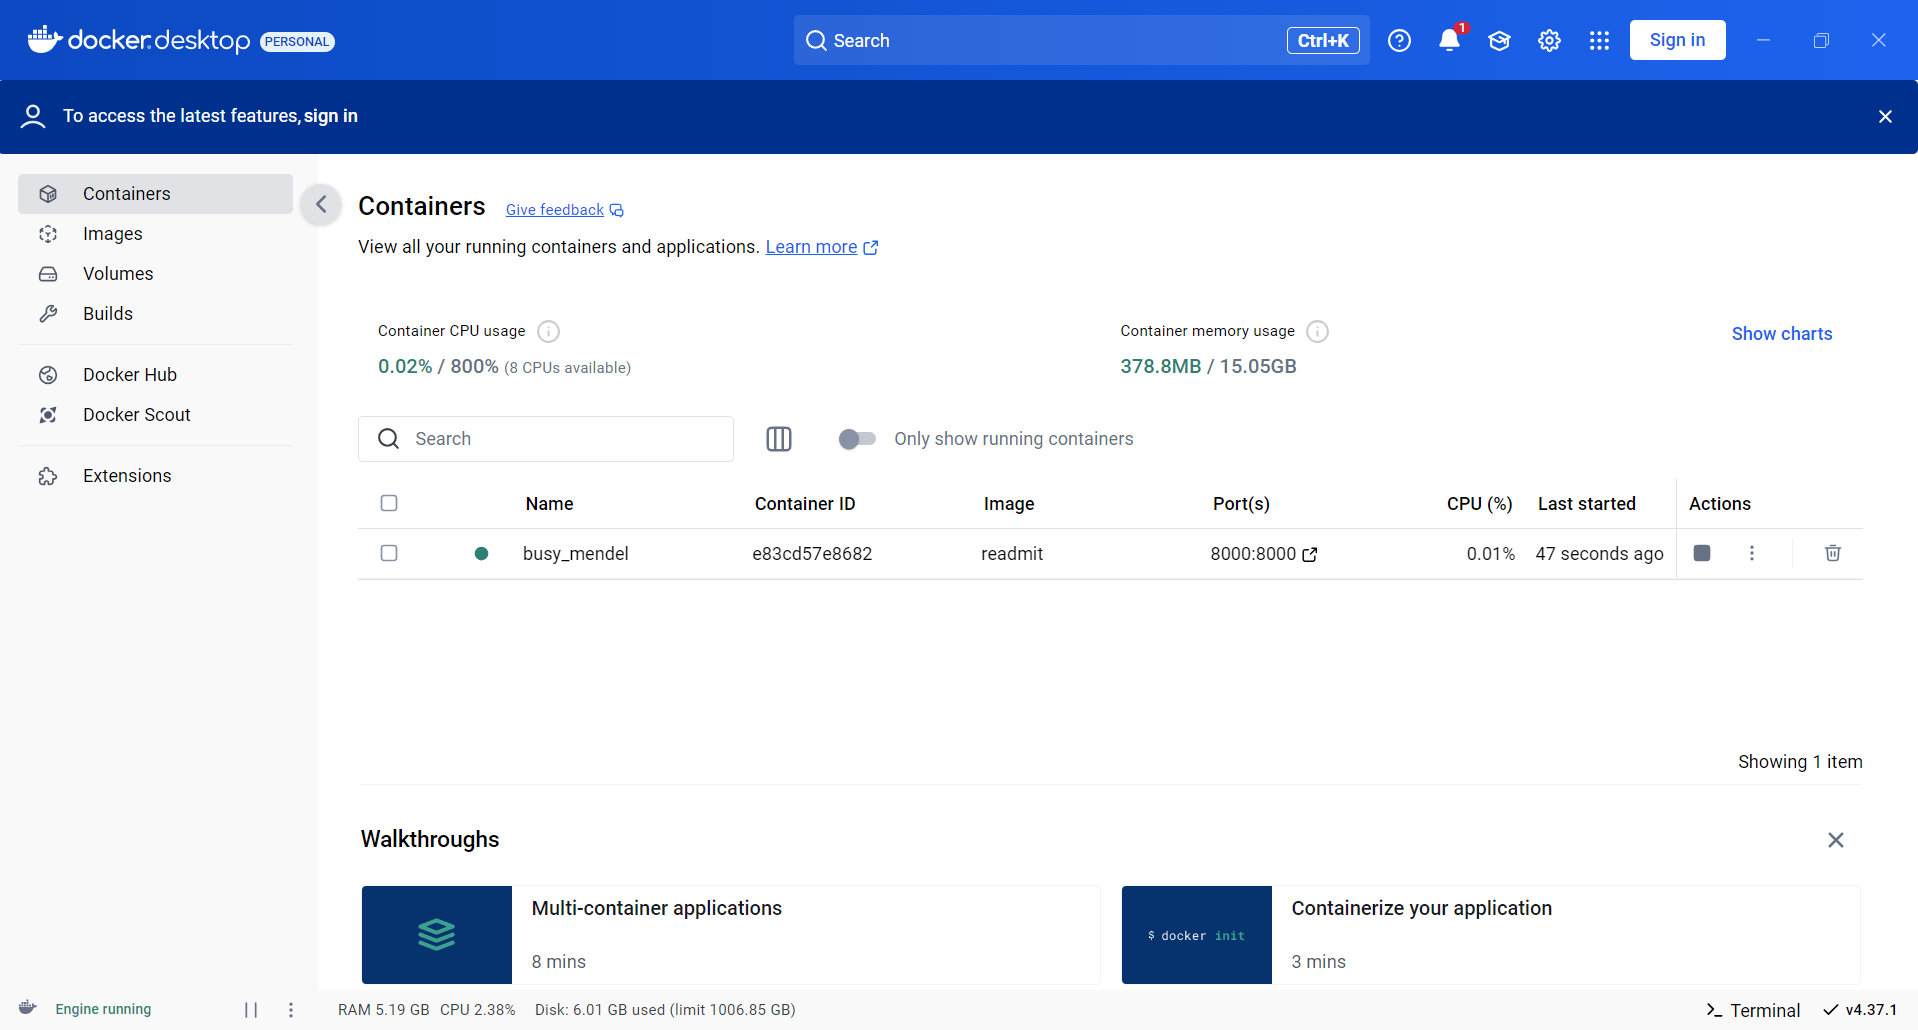 docker.desktop PERSONAL
Search Ctrl+K
1
Sign in
To access the latest features, sign in
Containers
Images
Volumes
Builds
Docker Hub
Docker Scout
Extensions
Containers Give feedback
View all your running containers and applications. Learn more
Container CPU usage
0.02% / 800% (8 CPUs available)
Container memory usage
378.8MB / 15.05GB
Show charts
Search
Only show running containers
Name Container ID Image Port(s) CPU (%) Last started Actions
busy_mendel e83cd57e8682 readmit 8000:8000 0.01% 47 seconds ago
Showing 1 item
Walkthroughs
Multi-container applications
8 mins
$ docker init
Containerize your application
3 mins
Engine running RAM 5.19 GB CPU 2.38% Disk: 6.01 GB used (limit 1006.85 GB) Terminal v4.37.1